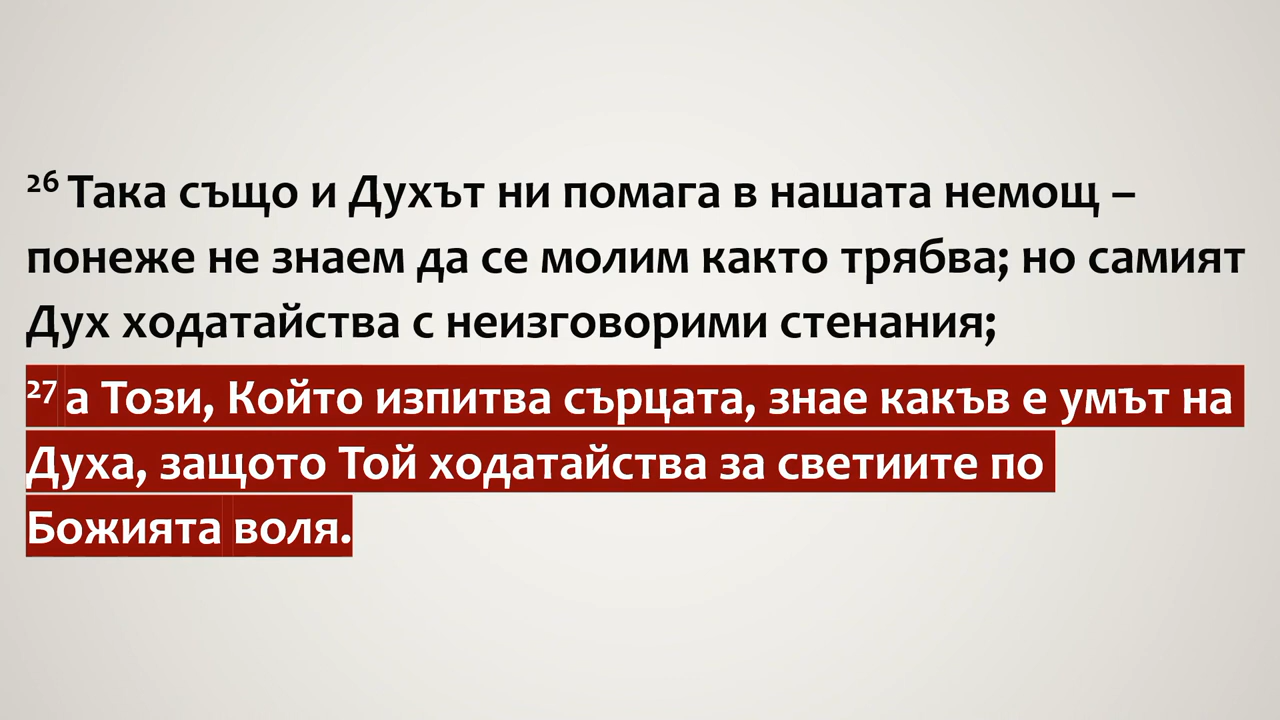 26 Така също и Духът ни помага в нашата немощ –
понеже не знаем да се молим както трябва; но самият
Дух ходатайства с неизговорими стенания;
27 а Този, Който изпитва сърцата, знае какъв е умът на
Духа, защото Той ходатайства за светиите по
Божията воля.